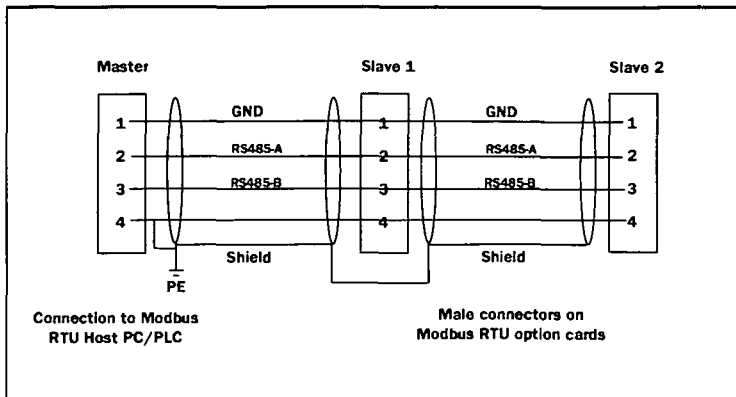 Master Slave 1 Slave 2
GND GND
1 1 1
RS485-A RS485-A
2 2 2
RS485-B RS485-B
3 3 3
4 4 4
Shield Shield
PE
Connection to Modbus
RTU Host PC/PLC
Male connectors on
Modbus RTU option cards